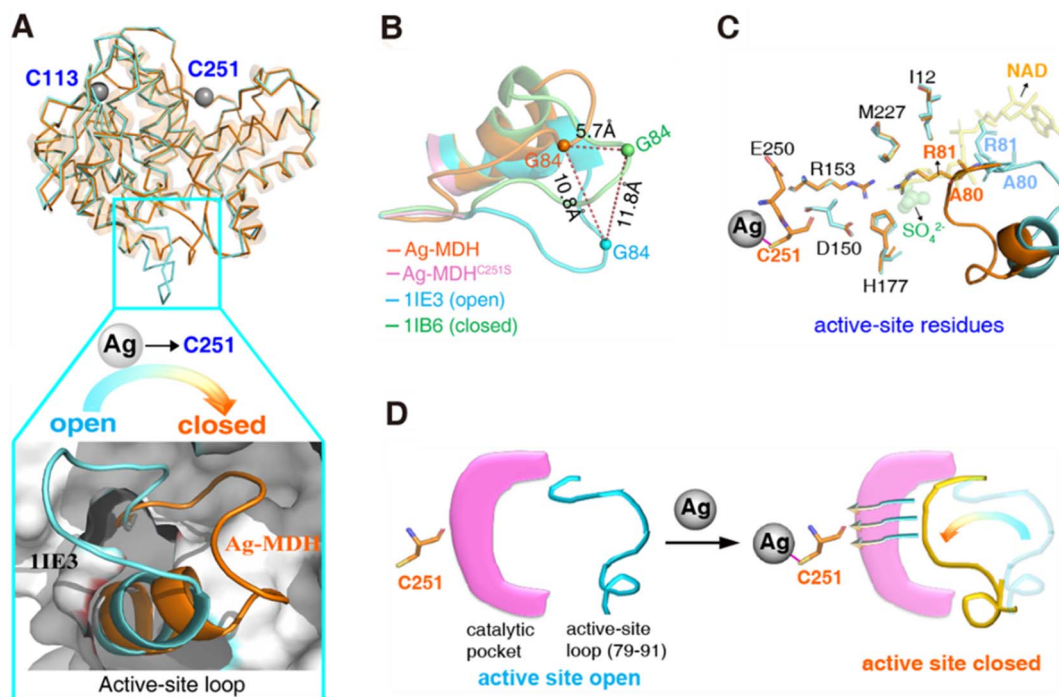 A
C113
C251
Ag → C251
open
closed
1IE3
Ag-MDH
Active-site loop
B
5.7Å
G84
G84
10.8Å
11.8Å
G84
Ag-MDH
Ag-MDH^C251S
1IE3 (open)
1IB6 (closed)
C
NAD
I12
M227
R81
R81
E250
R153
A80
A80
Ag
SO₄²⁻
C251
D150
H177
active-site residues
D
Ag
Ag
C251
C251
catalytic
pocket
active-site
loop (79-91)
active site open
active site closed